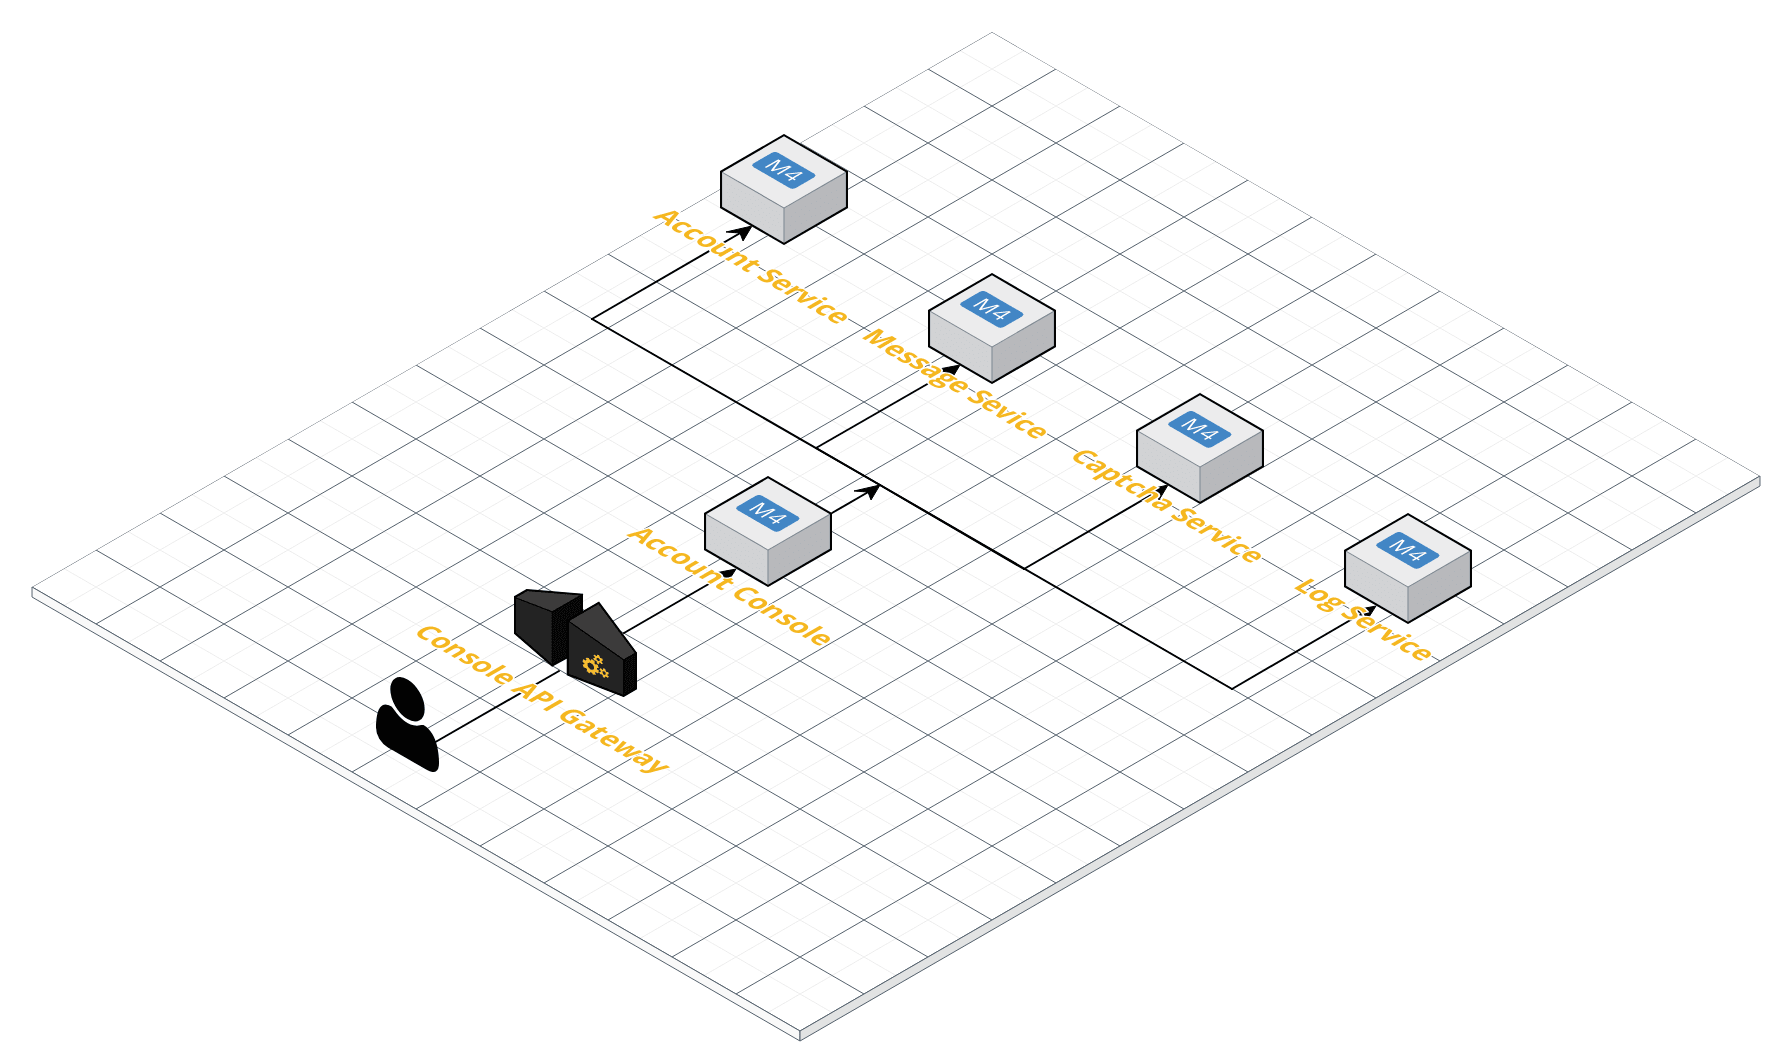 M4
Account Service
M4
Message Sevice
M4
Captcha Service
M4
Account Console
M4
Log Service
Console API Gateway